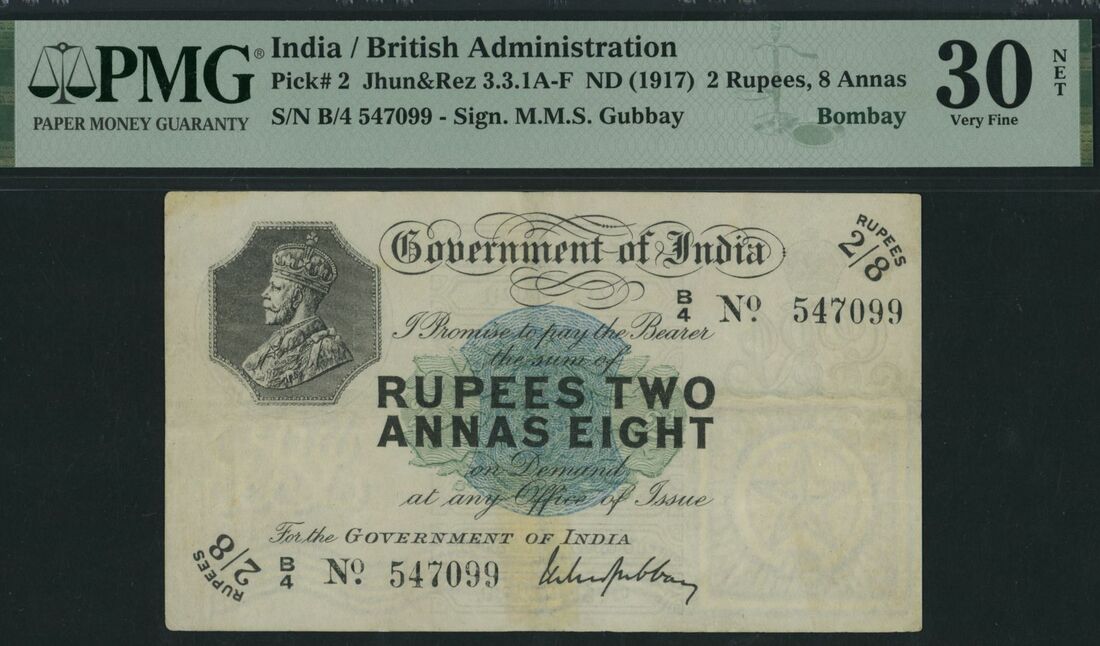 PMG®
PAPER MONEY GUARANTY
India / British Administration
Pick# 2 Jhun&Rez 3.3.1A-F ND (1917) 2 Rupees, 8 Annas
S/N B/4 547099 - Sign. M.M.S. Gubbay Bombay
30
Very Fine
NET
Government of India
RUPEES
2/8
B/4 Nº 547099
I Promise to pay the Bearer
the sum of
RUPEES TWO
ANNAS EIGHT
on Demand
at any Office of Issue
For the GOVERNMENT OF INDIA
RUPEES
2/8
B/4 Nº 547099